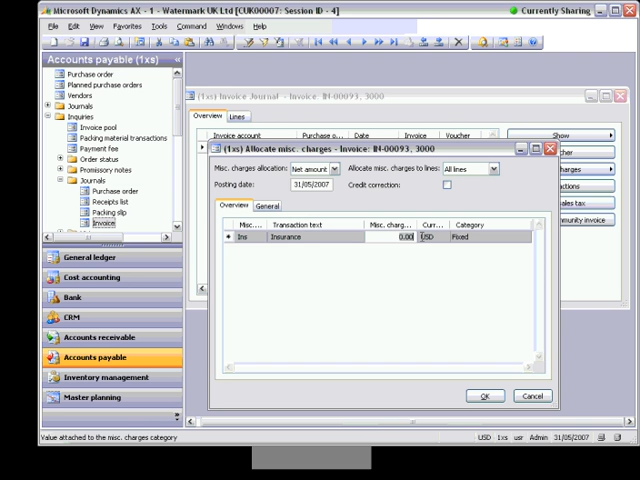 Microsoft Dynamics AX - 1 - Watermark UK Ltd [CUK00007: Session ID - 4]
Currently Sharing
File Edit View Favorites Tools Command Windows Help
Accounts payable (1xs)
Purchase order
Planned purchase orders
Vendors
Journals
Inquiries
Invoice pool
Packing material transactions
Payment fee
Order status
Promissory notes
Journals
Purchase order
Receipts list
Packing slip
Invoice
General ledger
Cost accounting
Bank
CRM
Accounts receivable
Accounts payable
Inventory management
Master planning
(1xs) Invoice Journal - Invoice: IN-00093, 3000
Overview Lines
Invoice account Purchase o... Date Invoice Voucher
Show
cher
harges
actions
ales tax
munity invoice
(1xs) Allocate misc. charges - Invoice: IN-00093, 3000
Misc. charges allocation: Net amount Allocate misc. charges to lines: All lines
Posting date: 31/05/2007 Credit correction:
Overview General
Misc.... Transaction text Misc. charg... Curr... Category
Ins Insurance 0.00 USD Fixed
OK Cancel
Value attached to the misc. charges category
USD 1xs usr Admin 31/05/2007